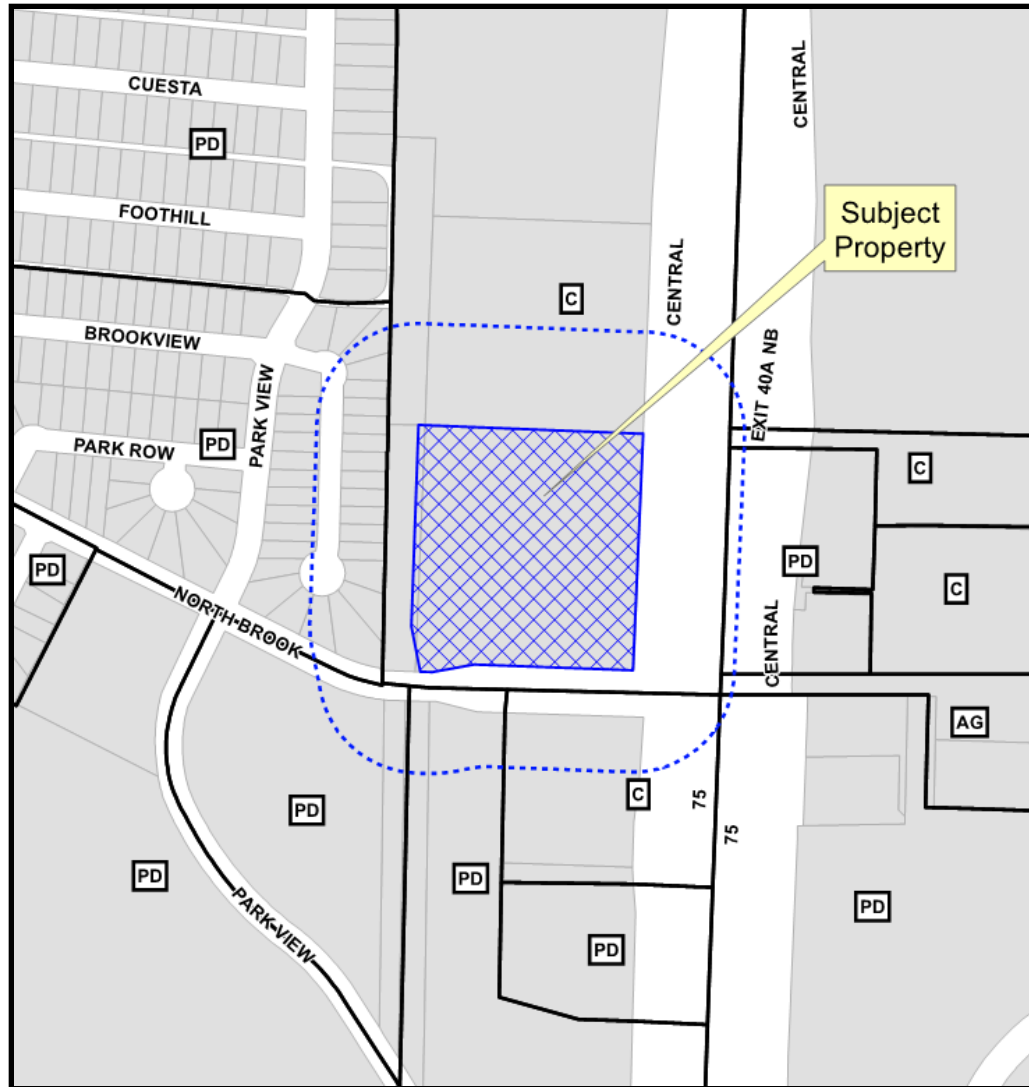 CUESTA
CENTRAL
PD
FOOTHILL
Subject
Property
CENTRAL
C
BROOKVIEW
EXIT 40A NB
PARK VIEW
PD
PARK ROW
C
PD
PD
C
NORTH BROOK
CENTRAL
AG
C
75
75
PD
PD
PD
PARK VIEW
PD
PD